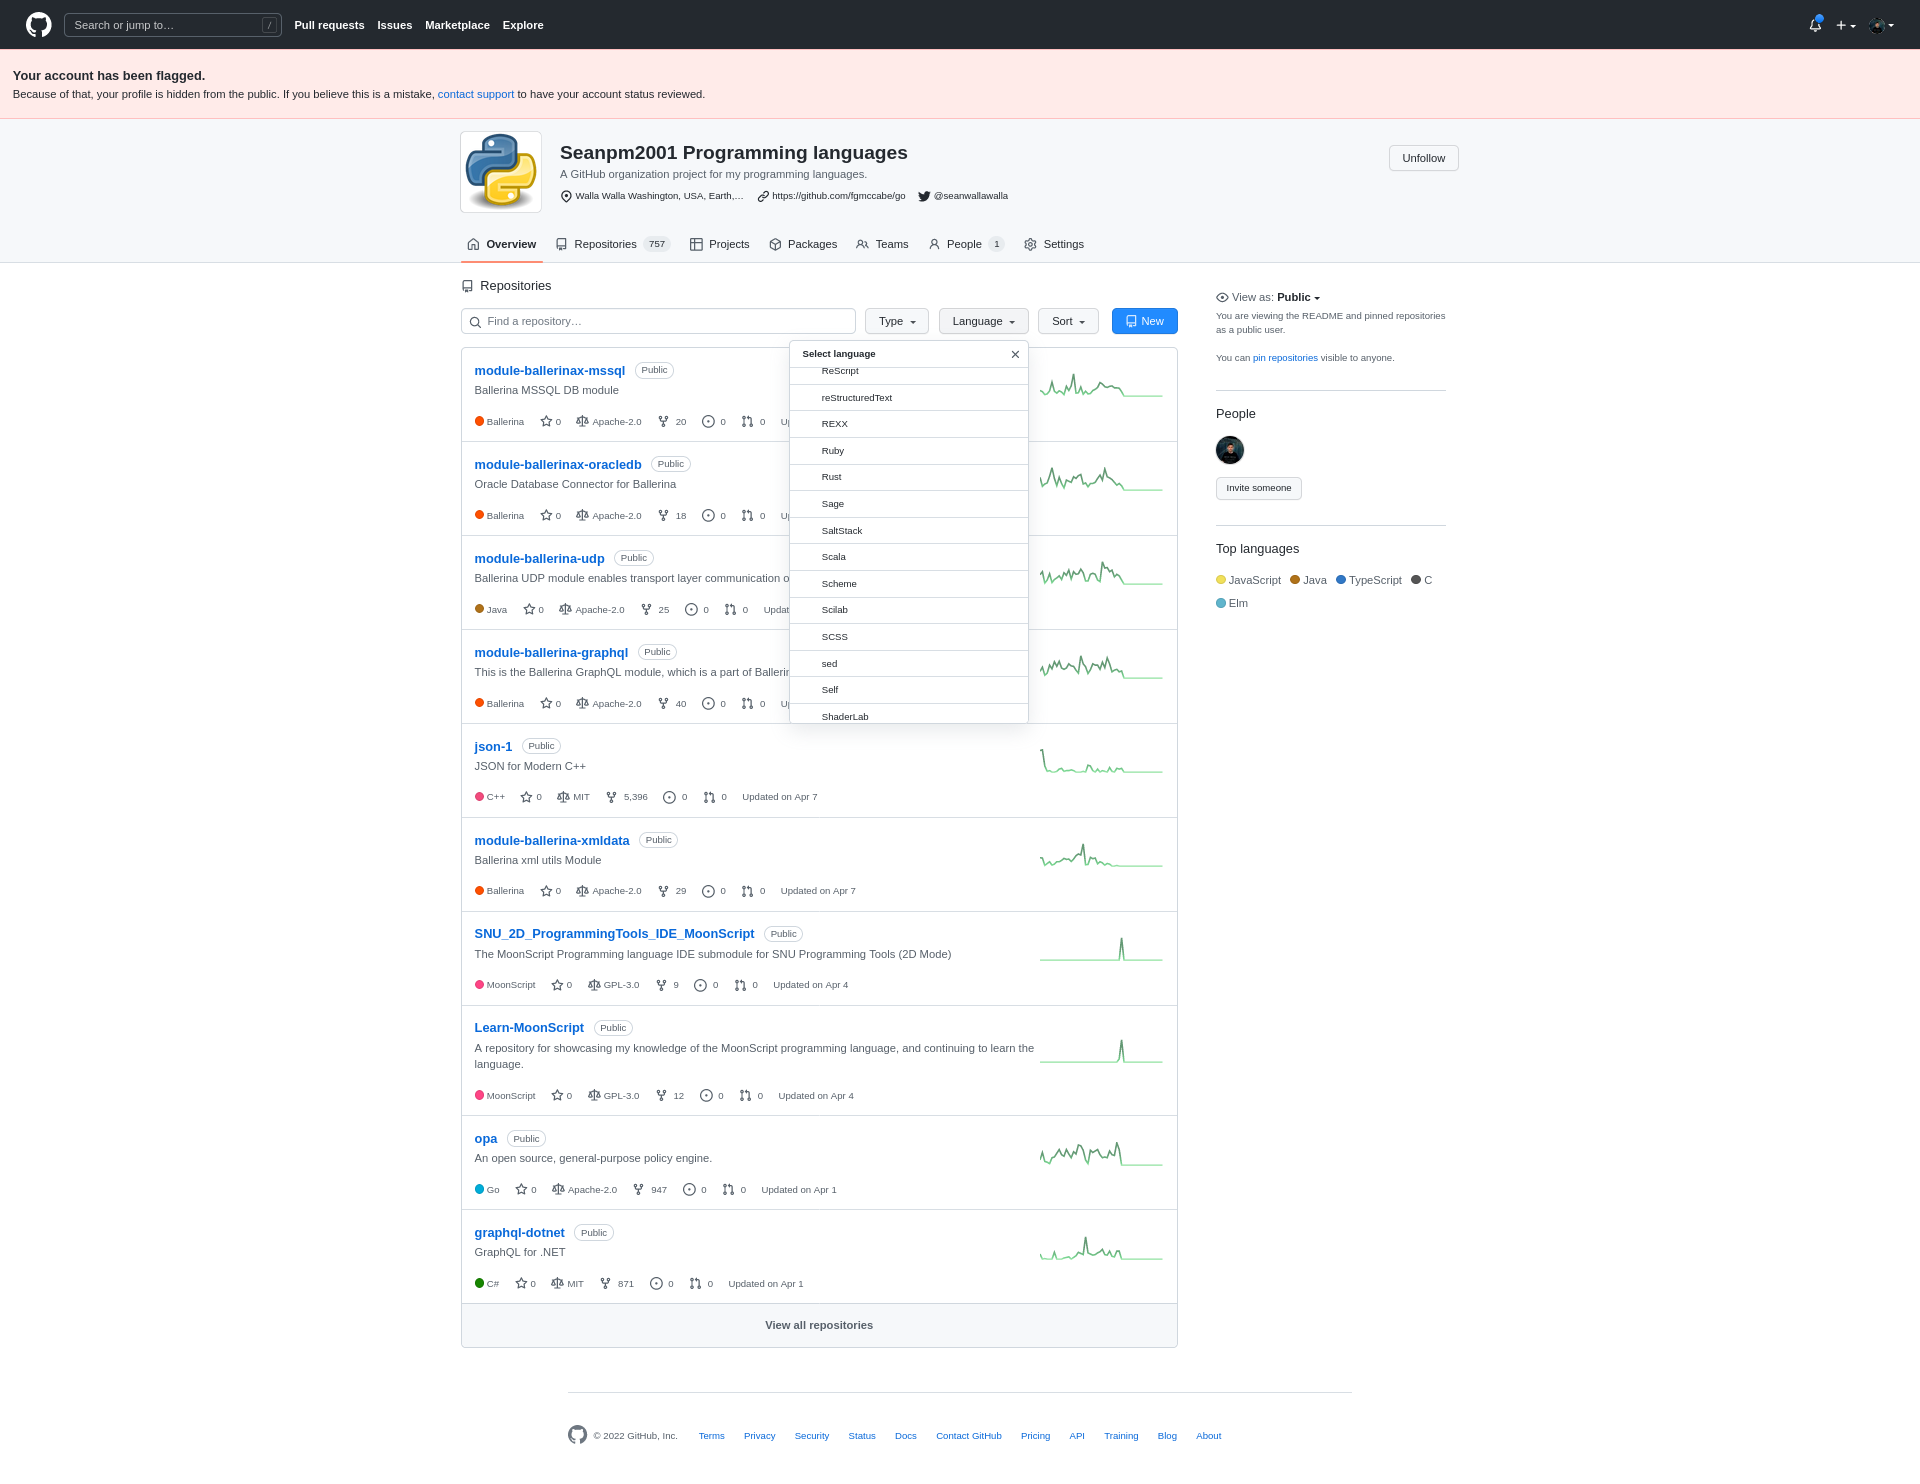 Search or jump to… /
Pull requests Issues Marketplace Explore
Your account has been flagged.
Because of that, your profile is hidden from the public. If you believe this is a mistake, contact support to have your account status reviewed.
Seanpm2001 Programming languages
A GitHub organization project for my programming languages.
Walla Walla Washington, USA, Earth,… https://github.com/fgmccabe/go @seanwallawalla
Unfollow
Overview Repositories 757 Projects Packages Teams People 1 Settings
Repositories
Find a repository… Type Language Sort New
Select language
ReScript
reStructuredText
REXX
Ruby
Rust
Sage
SaltStack
Scala
Scheme
Scilab
SCSS
sed
Self
ShaderLab
module-ballerinax-mssql Public
Ballerina MSSQL DB module
Ballerina 0 Apache-2.0 20 0 0
module-ballerinax-oracledb Public
Oracle Database Connector for Ballerina
Ballerina 0 Apache-2.0 18 0 0
module-ballerina-udp Public
Ballerina UDP module enables transport layer communication o
Java 0 Apache-2.0 25 0 0 Updat
module-ballerina-graphql Public
This is the Ballerina GraphQL module, which is a part of Ballerin
Ballerina 0 Apache-2.0 40 0 0
json-1 Public
JSON for Modern C++
C++ 0 MIT 5,396 0 0 Updated on Apr 7
module-ballerina-xmldata Public
Ballerina xml utils Module
Ballerina 0 Apache-2.0 29 0 0 Updated on Apr 7
SNU_2D_ProgrammingTools_IDE_MoonScript Public
The MoonScript Programming language IDE submodule for SNU Programming Tools (2D Mode)
MoonScript 0 GPL-3.0 9 0 0 Updated on Apr 4
Learn-MoonScript Public
A repository for showcasing my knowledge of the MoonScript programming language, and continuing to learn the
language.
MoonScript 0 GPL-3.0 12 0 0 Updated on Apr 4
opa Public
An open source, general-purpose policy engine.
Go 0 Apache-2.0 947 0 0 Updated on Apr 1
graphql-dotnet Public
GraphQL for .NET
C# 0 MIT 871 0 0 Updated on Apr 1
View all repositories
View as: Public
You are viewing the README and pinned repositories
as a public user.
You can pin repositories visible to anyone.
People
Invite someone
Top languages
JavaScript Java TypeScript C
Elm
© 2022 GitHub, Inc. Terms Privacy Security Status Docs Contact GitHub Pricing API Training Blog About